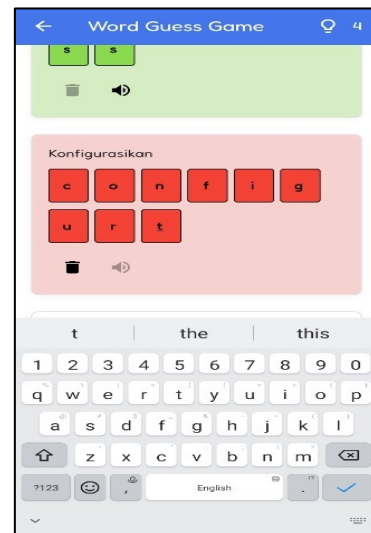 Word Guess Game 4
s s
Konfigurasikan
c o n f i g
u r t
t the this
1 2 3 4 5 6 7 8 9 0
q w e r t y u i o p
a s d f g h j k l
z x c v b n m
?123 , English .